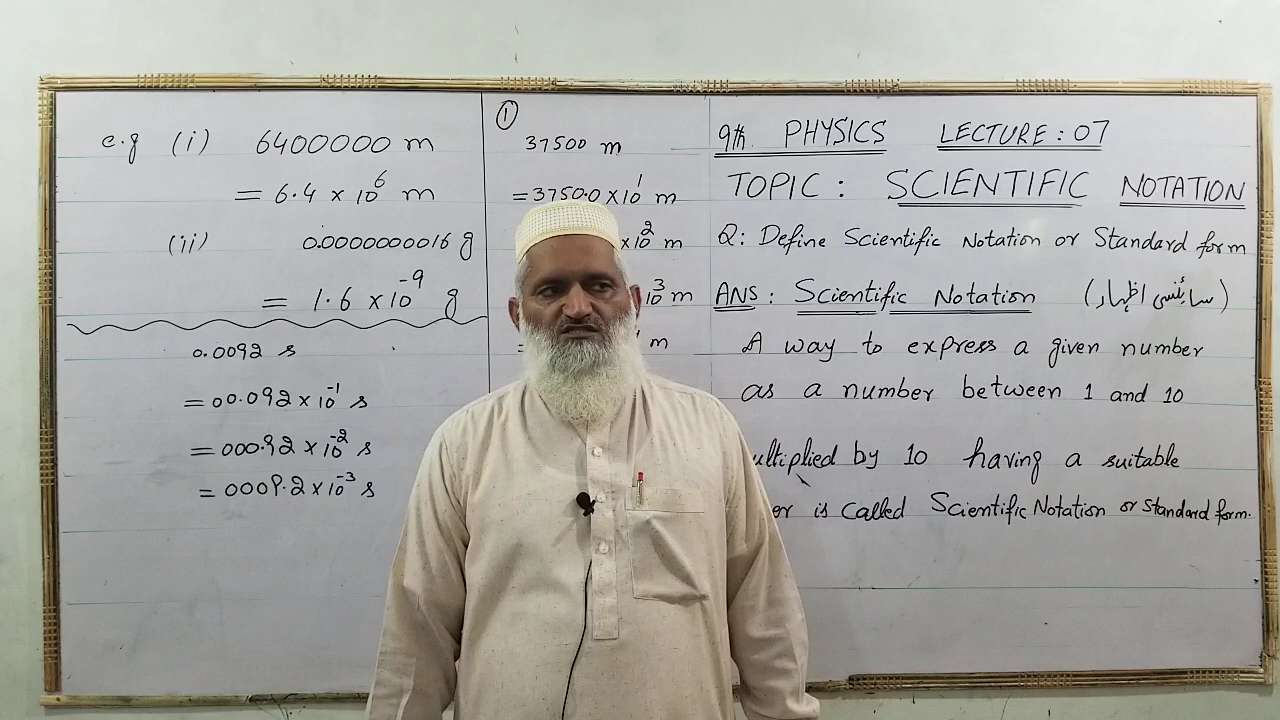 e.g (i) 6400000 m
= 6.4 x 10⁶ m
(ii) 0.0000000016 g
= 1.6 x 10⁻⁹ g
0.0092 s
= 00.092 x 10⁻¹ s
= 000.92 x 10⁻² s
= 0009.2 x 10⁻³ s
①
37500 m
= 3750.0 x 10¹ m
x 10² m
10³ m
= m
9th PHYSICS LECTURE: 07
TOPIC: SCIENTIFIC NOTATION
Q: Define Scientific Notation or Standard form
ANS: Scientific Notation (سائنسی اظہار)
A way to express a given number
as a number between 1 and 10
ultiplied by 10 having a suitable
er is called Scientific Notation or Standard form.